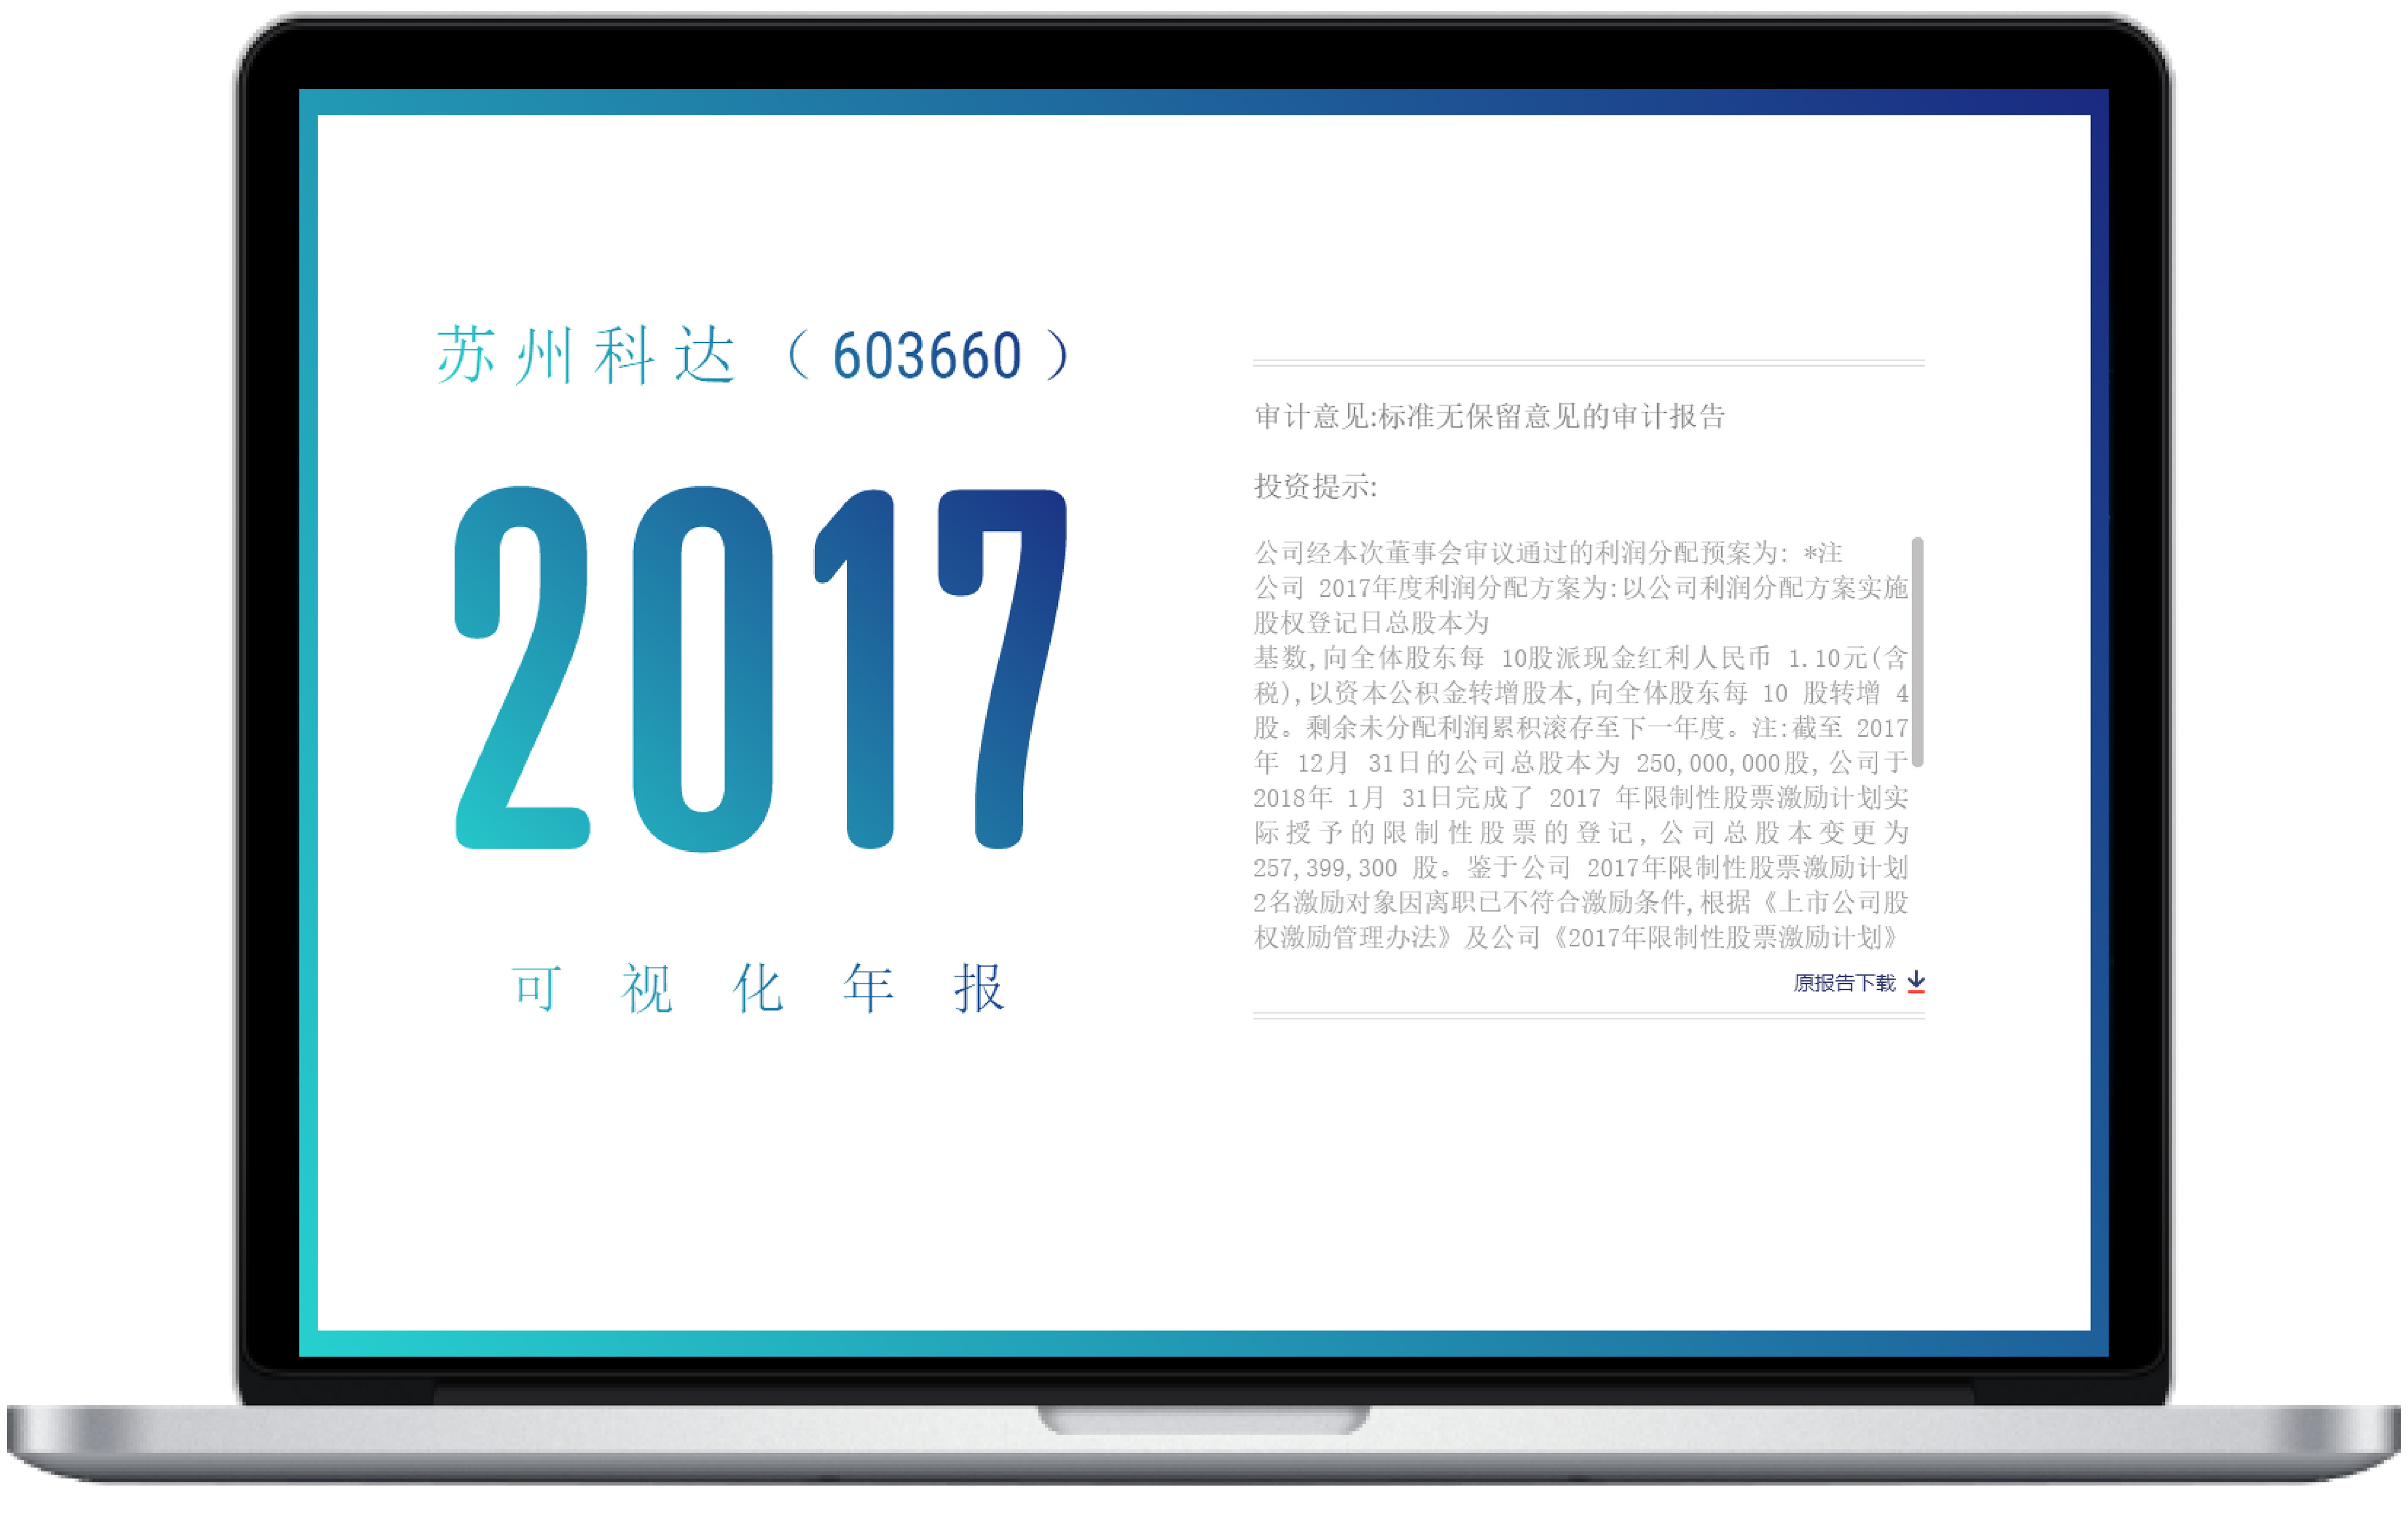 苏州科达（603660）
2017
可视化年报
审计意见:标准无保留意见的审计报告
投资提示:
公司经本次董事会审议通过的利润分配预案为: *注
公司 2017年度利润分配方案为:以公司利润分配方案实施
股权登记日总股本为
基数,向全体股东每 10股派现金红利人民币 1.10元(含
税),以资本公积金转增股本,向全体股东每 10 股转增 4
股。剩余未分配利润累积滚存至下一年度。注:截至 2017
年 12月 31日的公司总股本为 250,000,000股,公司于
2018年 1月 31日完成了 2017 年限制性股票激励计划实
际授予的限制性股票的登记,公司总股本变更为
257,399,300 股。鉴于公司 2017年限制性股票激励计划
2名激励对象因离职已不符合激励条件,根据《上市公司股
权激励管理办法》及公司《2017年限制性股票激励计划》
原报告下载